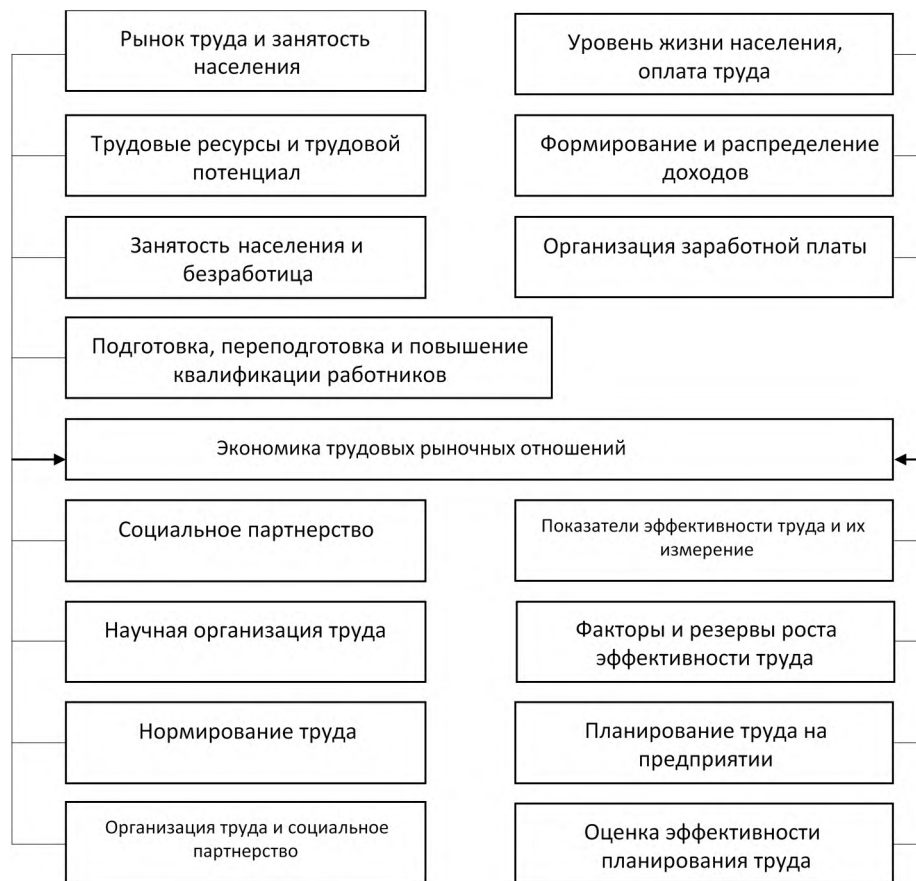 Рынок труда и занятость
населения
Уровень жизни населения,
оплата труда
Трудовые ресурсы и трудовой
потенциал
Формирование и распределение
доходов
Занятость населения и
безработица
Организация заработной платы
Подготовка, переподготовка и повышение
квалификации работников
Экономика трудовых рыночных отношений
Социальное партнерство
Показатели эффективности труда и их
измерение
Научная организация труда
Факторы и резервы роста
эффективности труда
Нормирование труда
Планирование труда на
предприятии
Организация труда и социальное
партнерство
Оценка эффективности
планирования труда